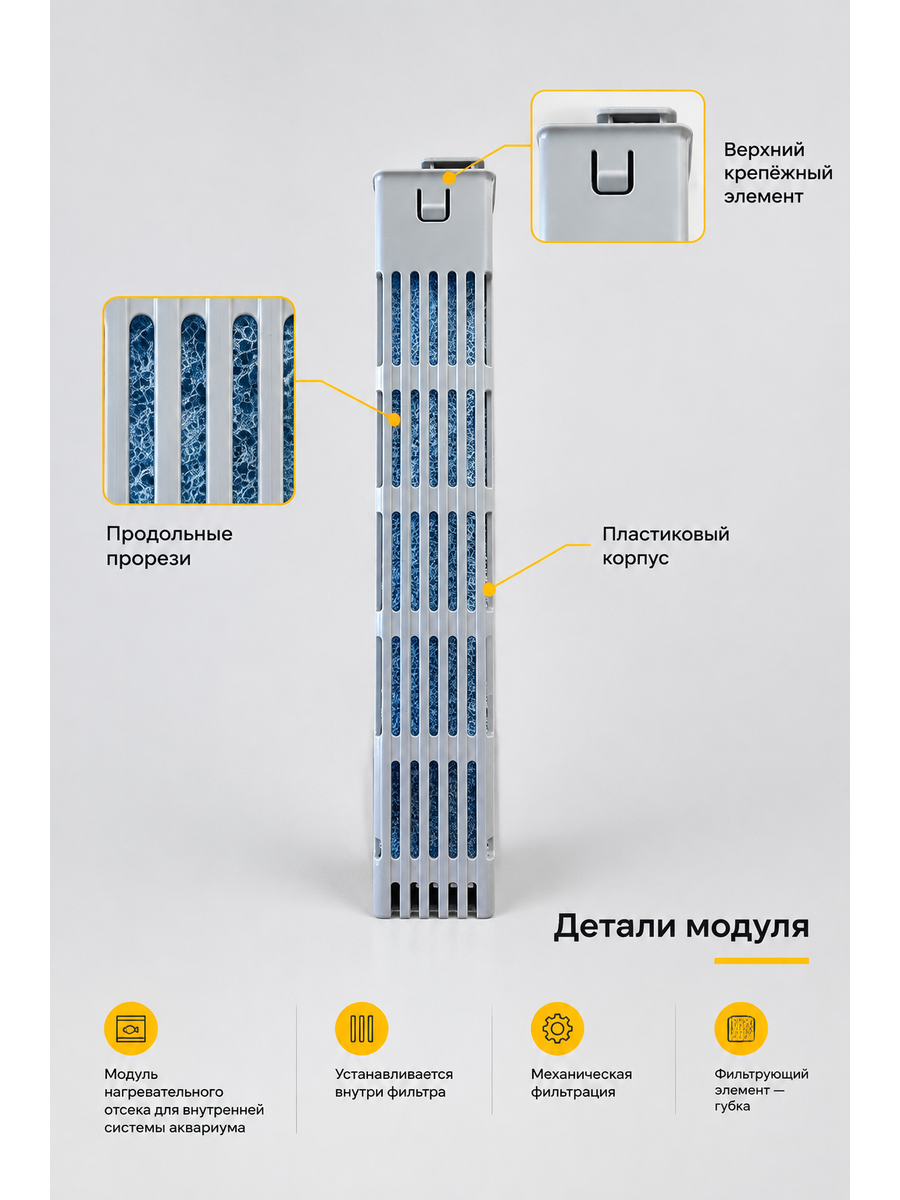 Верхний
крепёжный
элемент
Продольные
прорези
Пластиковый
корпус
Детали модуля
Модуль
нагревательного
отсека для внутренней
системы аквариума
Устанавливается
внутри фильтра
Механическая
фильтрация
Фильтрующий
элемент —
губка